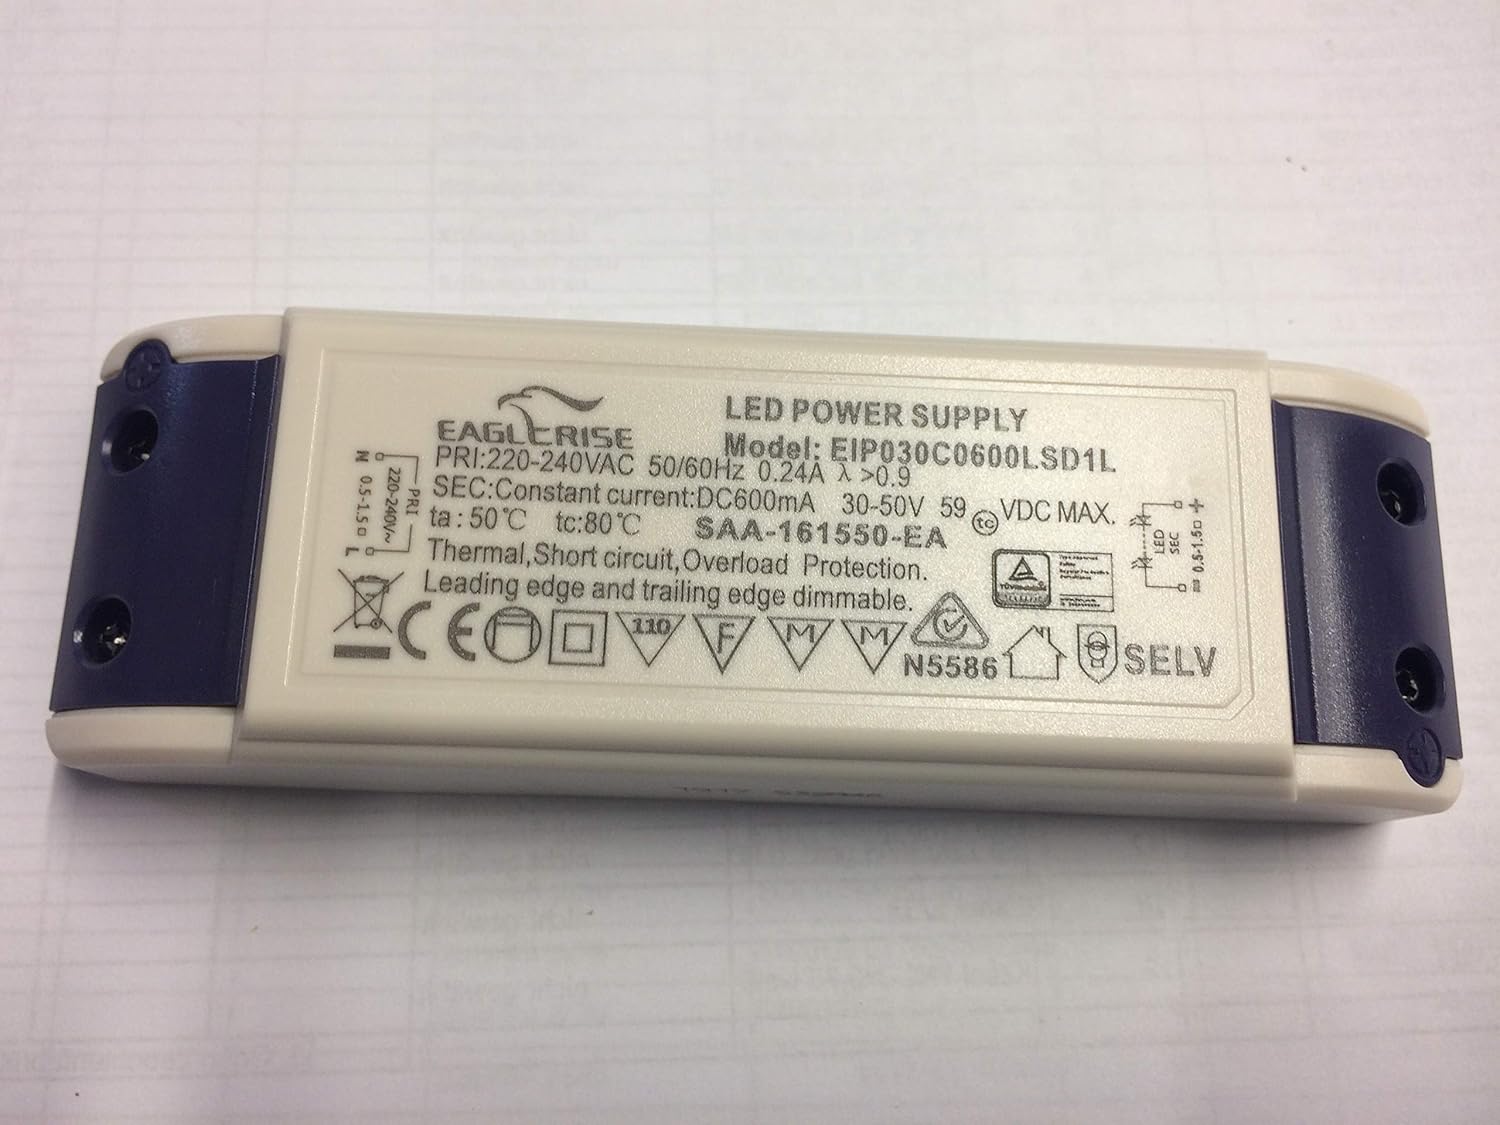 EAGLERISE
LED POWER SUPPLY
Model: EIP030C0600LSD1L
PRI:220-240VAC 50/60Hz 0.24A λ >0.9
SEC:Constant current:DC600mA 30-50V 59 VDC MAX.
ta:50℃ tc:80℃ SAA-161550-EA
tc
Thermal,Short circuit,Overload Protection.
Leading edge and trailing edge dimmable.
N 0.5-1.5 L
220-240V~
PRI
LED
SEC
0.5-1.5
+
CE
110
F
M
M
N5586
SELV